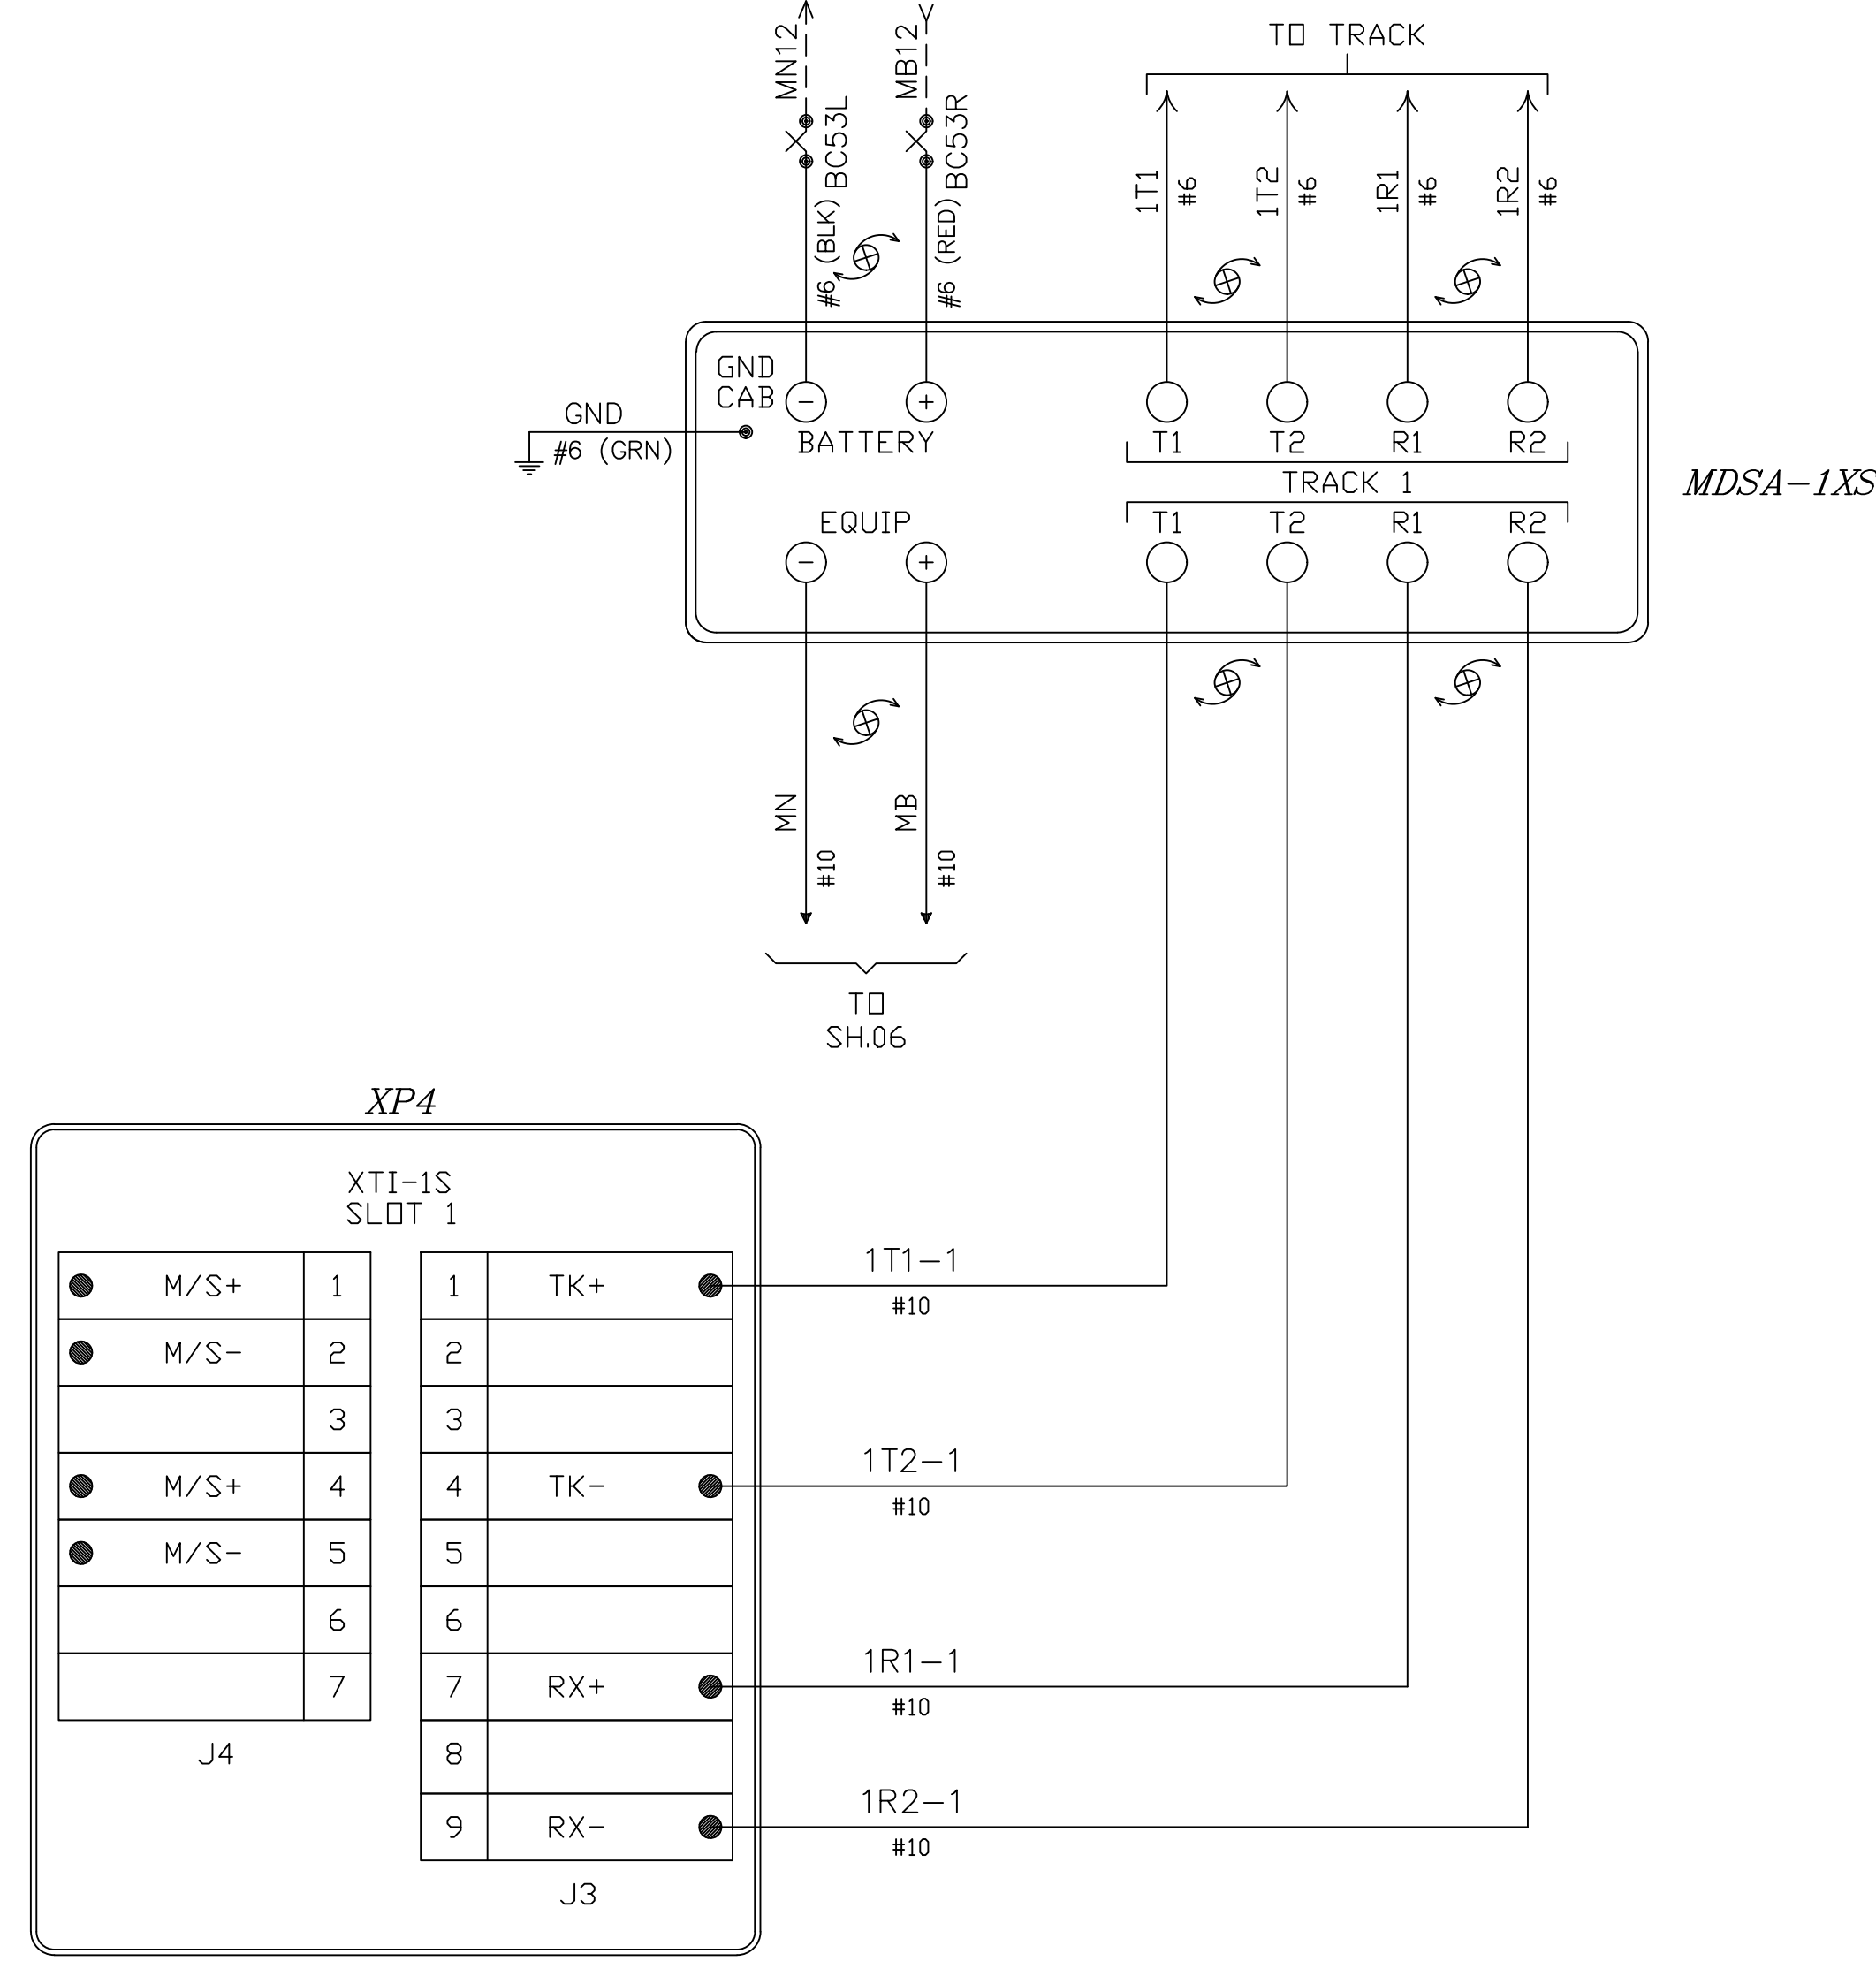 MN12
BC53L
MB12
BC53R
TO TRACK
1T1
#6
1T2
#6
1R1
#6
1R2
#6
#6 (BLK)
#6 (RED)
GND
CAB
GND
#6 (GRN)
− +
BATTERY
T1 T2 R1 R2
TRACK 1
MDSA-1XS
EQUIP
T1 T2 R1 R2
− +
MN
#10
MB
#10
TO
SH.06
XP4
XTI-1S
SLOT 1
M/S+ 1
1 TK+
1T1-1
#10
M/S- 2
2
3
3
M/S+ 4
4 TK-
1T2-1
#10
M/S- 5
5
6
6
7
7 RX+
1R1-1
#10
J4
8
9 RX-
1R2-1
#10
J3